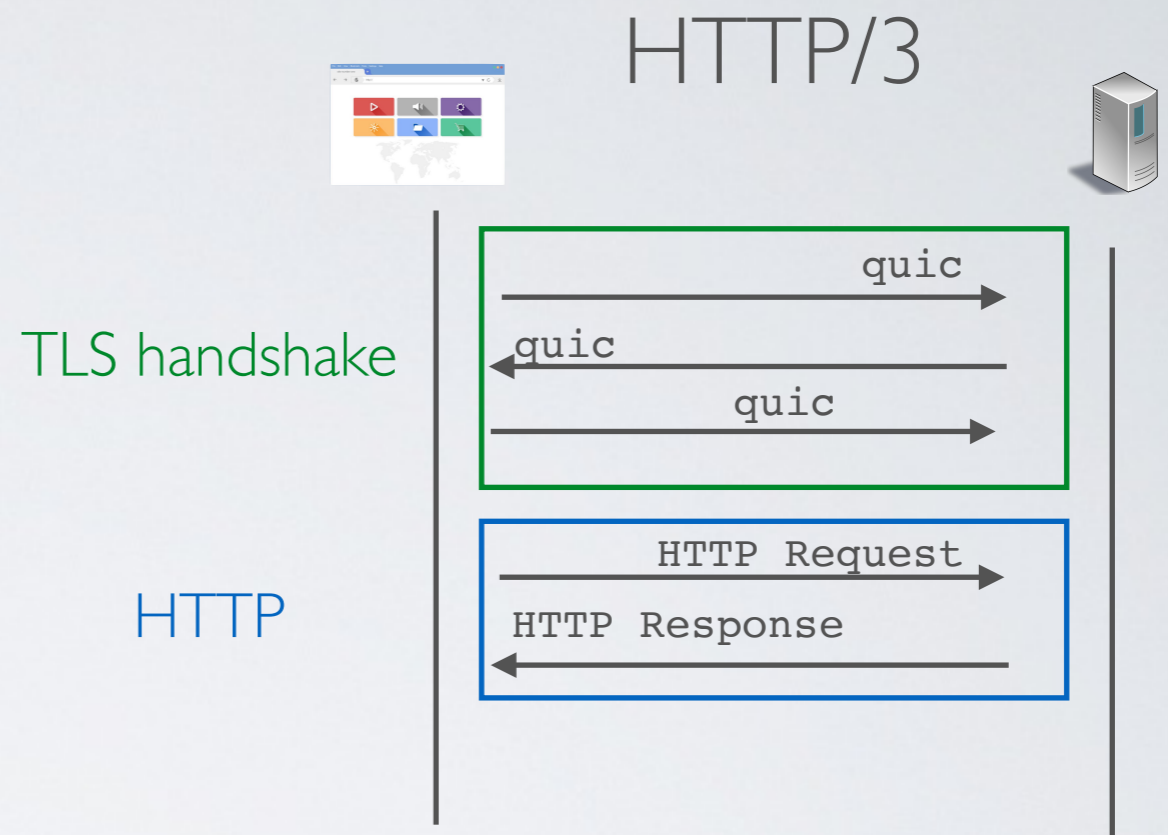 HTTP/3
quic
TLS handshake
quic
quic
HTTP Request
HTTP
HTTP Response